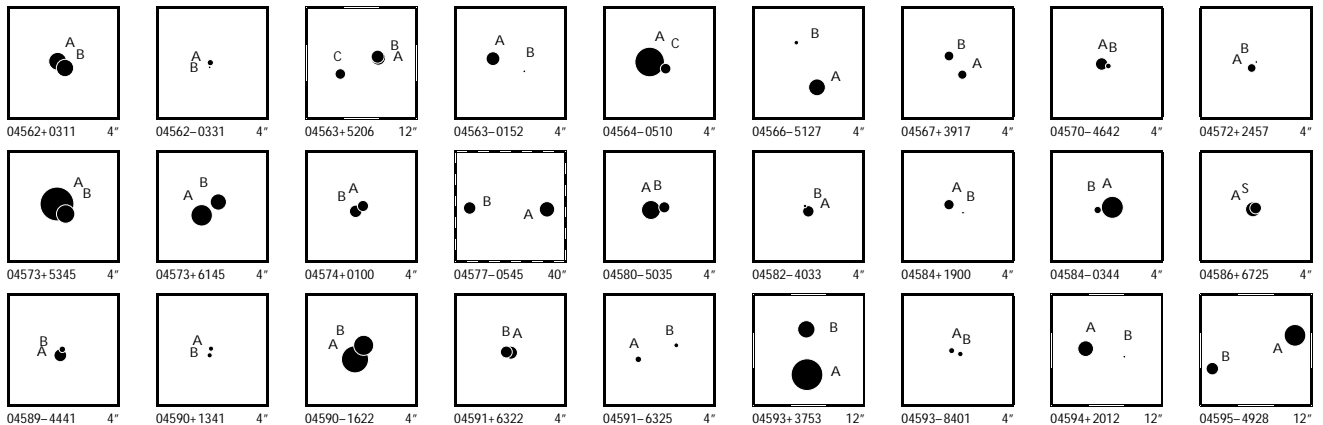 A B
04562+0311 4″
A B
04562−0331 4″
C B A
04563+5206 12″
A B
04563−0152 4″
A C
04564−0510 4″
B A
04566−5127 4″
B A
04567+3917 4″
A B
04570−4642 4″
B A
04572+2457 4″
A B
04573+5345 4″
B A
04573+6145 4″
A B
04574+0100 4″
B A
04577−0545 40″
A B
04580−5035 4″
B A
04582−4033 4″
A B
04584+1900 4″
B A
04584−0344 4″
S A
04586+6725 4″
B A
04589−4441 4″
A B
04590+1341 4″
B A
04590−1622 4″
B A
04591+6322 4″
B A
04591−6325 4″
B A
04593+3753 12″
A B
04593−8401 4″
A B
04594+2012 12″
A B
04595−4928 12″